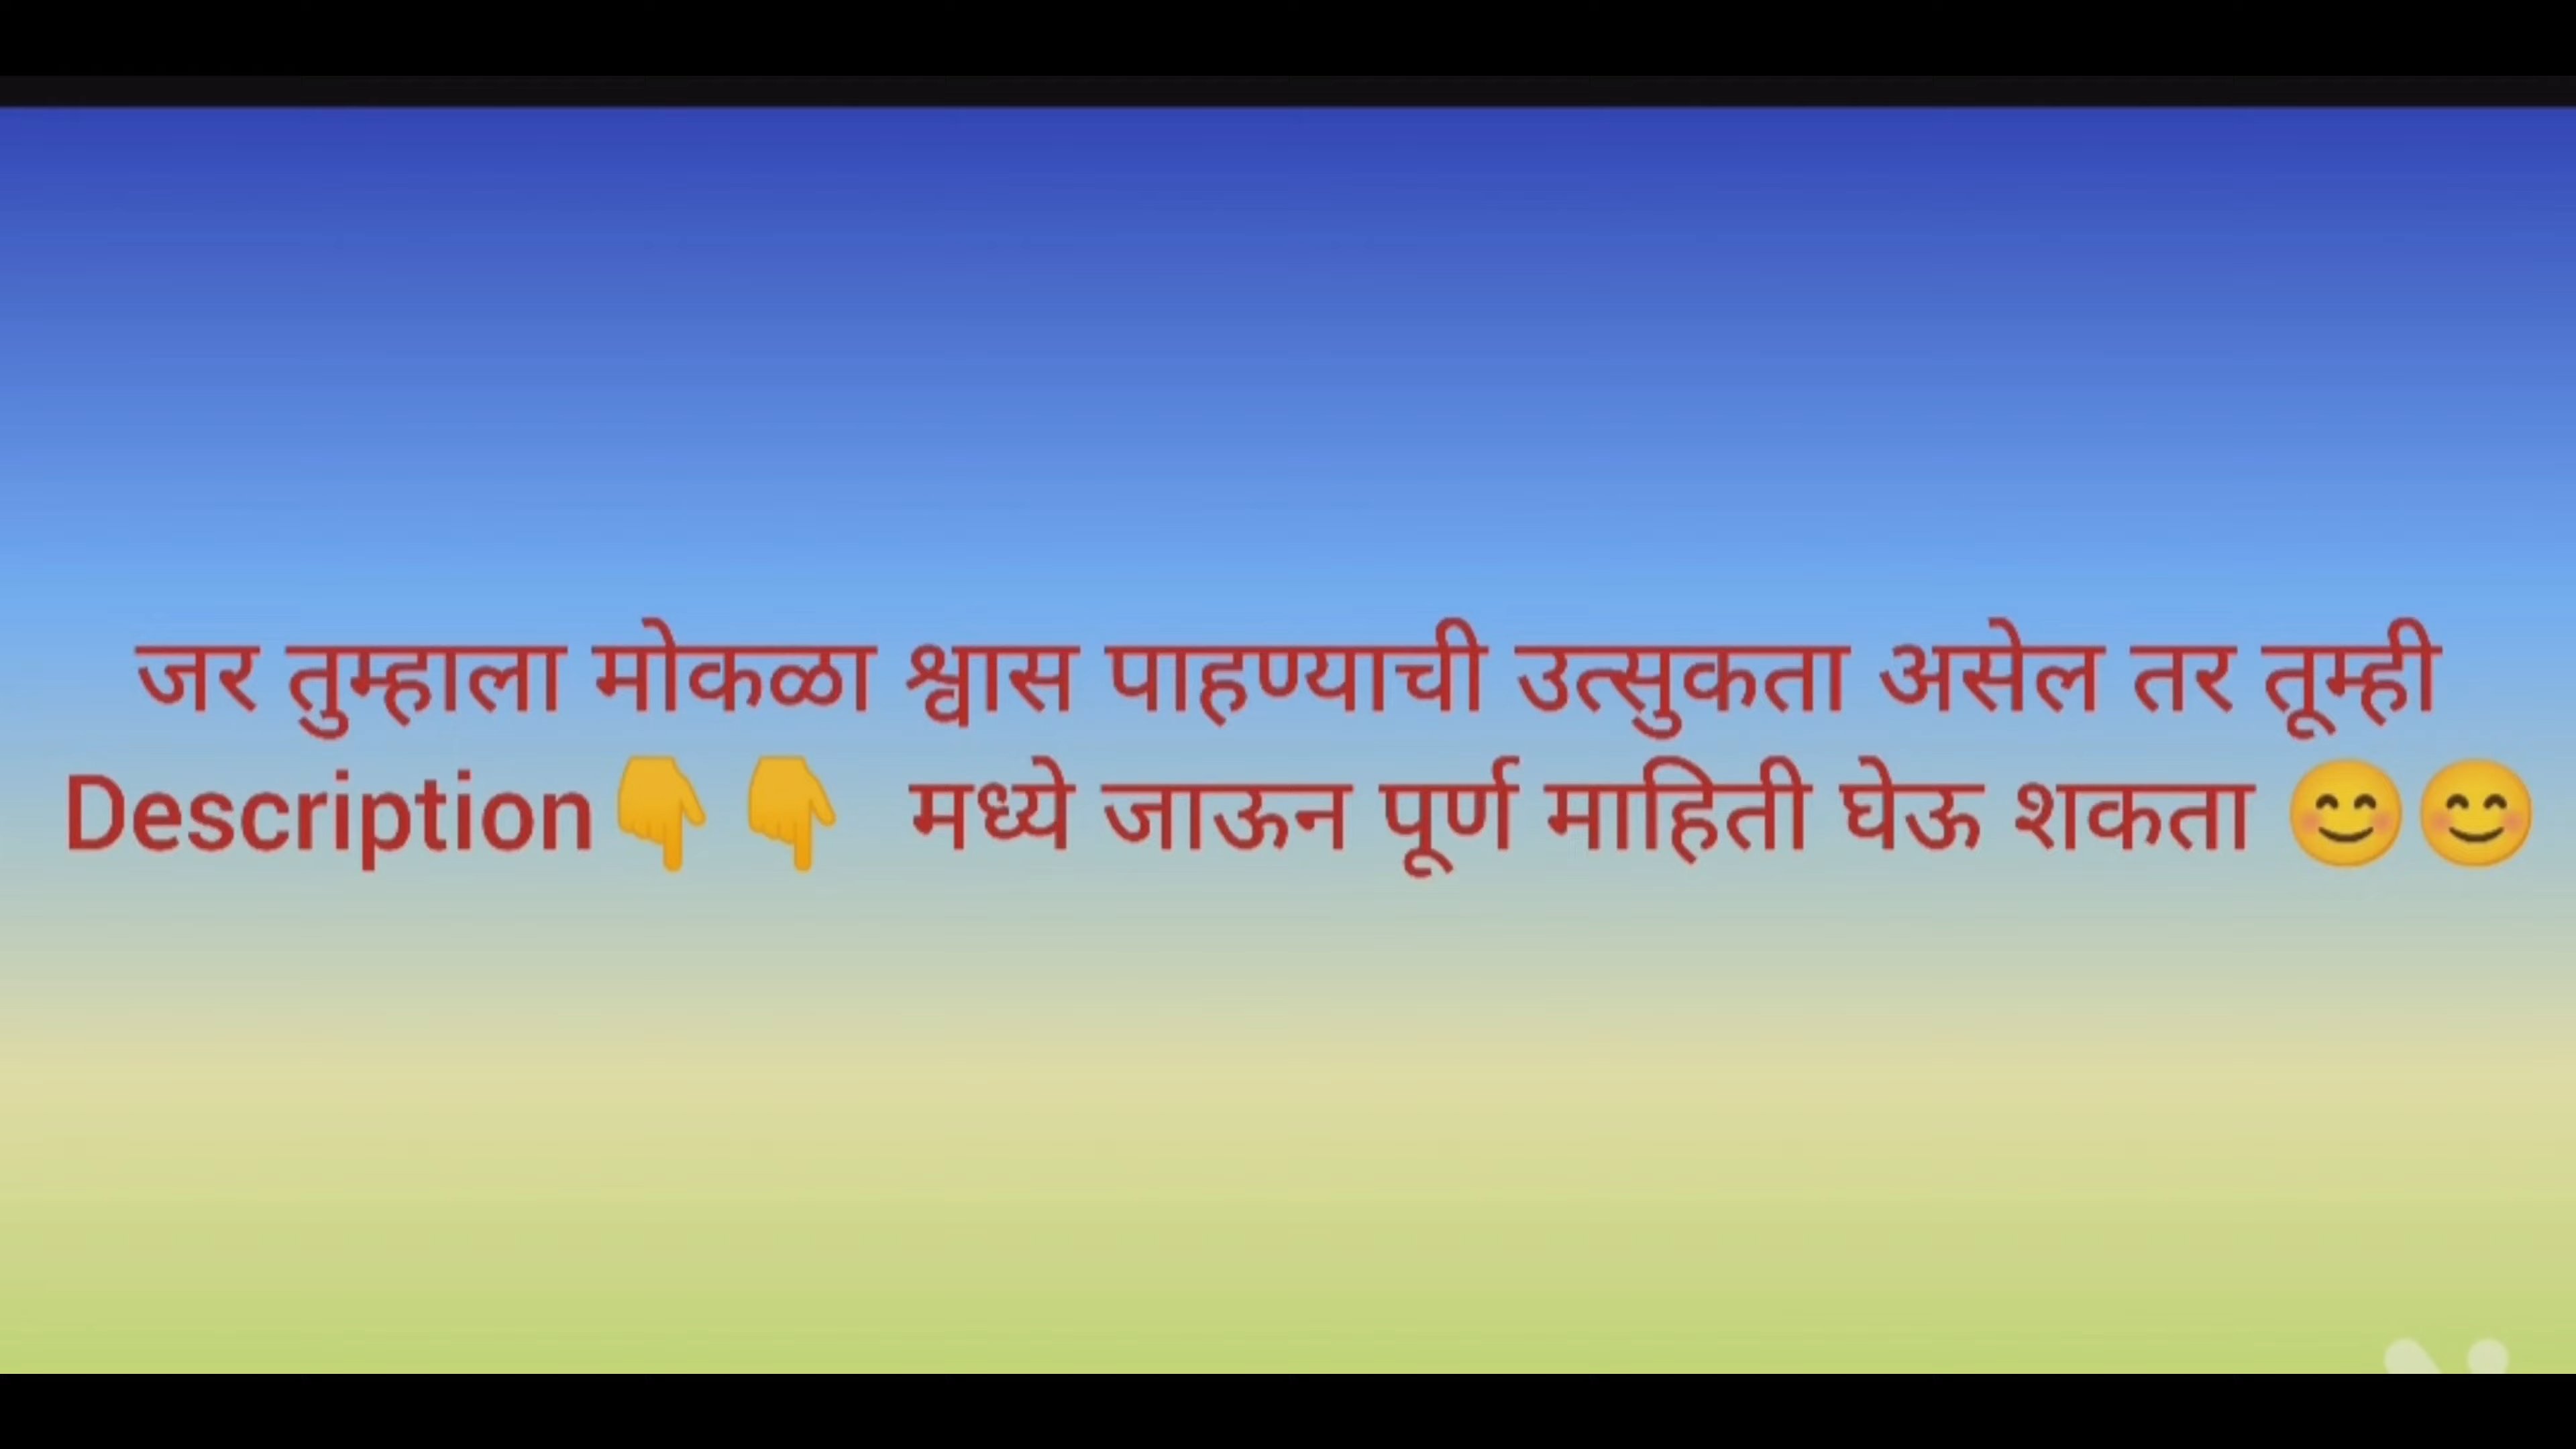 जर तुम्हाला मोकळा श्वास पाहण्याची उत्सुकता असेल तर तूम्ही
Description👇👇 मध्ये जाऊन पूर्ण माहिती घेऊ शकता 😊😊